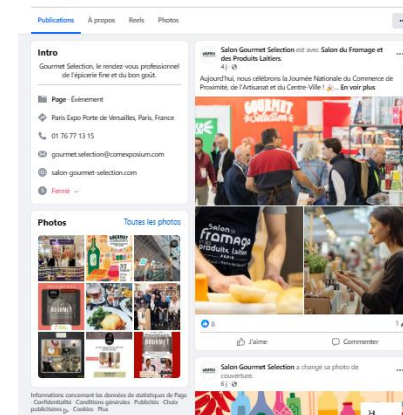 Publications À propos Reels Photos
Intro
Gourmet Selection, le rendez-vous professionnel
de l'épicerie fine et du bon goût.
Page · Événement
Paris Expo Porte de Versailles, Paris, France
01 76 77 13 15
gourmet.selection@comexposium.com
salon-gourmet-selection.com
Fermé
Photos
Toutes les photos
Informations concernant les données de statistiques de Page
· Confidentialité · Conditions générales · Publicités · Choix
publicitaires · Cookies · Plus
Salon Gourmet Selection est avec Salon du Fromage et
des Produits Laitiers.
4 j
Aujourd'hui, nous célébrons la Journée Nationale du Commerce de
Proximité, de l'Artisanat et du Centre-Ville ! ... En voir plus
GOURMET
Selection
Salon
fromage
et des
produits laitiers
PARIS
8
1
J'aime
Commenter
Salon Gourmet Selection a changé sa photo de
couverture.
6 j